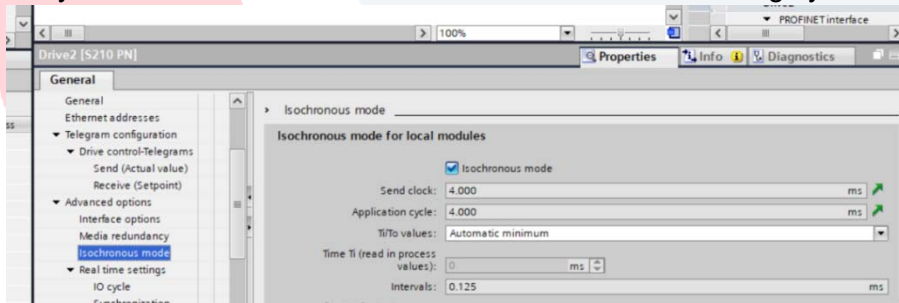 PROFINET interface
100%
Drive2 [S210 PN]
Properties
Info
Diagnostics
General
General
Ethernet addresses
Telegram configuration
Drive control-Telegrams
Send (Actual value)
Receive (Setpoint)
Advanced options
Interface options
Media redundancy
Isochronous mode
Real time settings
IO cycle
Isochronous mode
Isochronous mode for local modules
Isochronous mode
Send clock: 4.000 ms
Application cycle: 4.000 ms
Ti/To values: Automatic minimum
Time Ti (read in process
values): 0 ms
Intervals: 0.125 ms